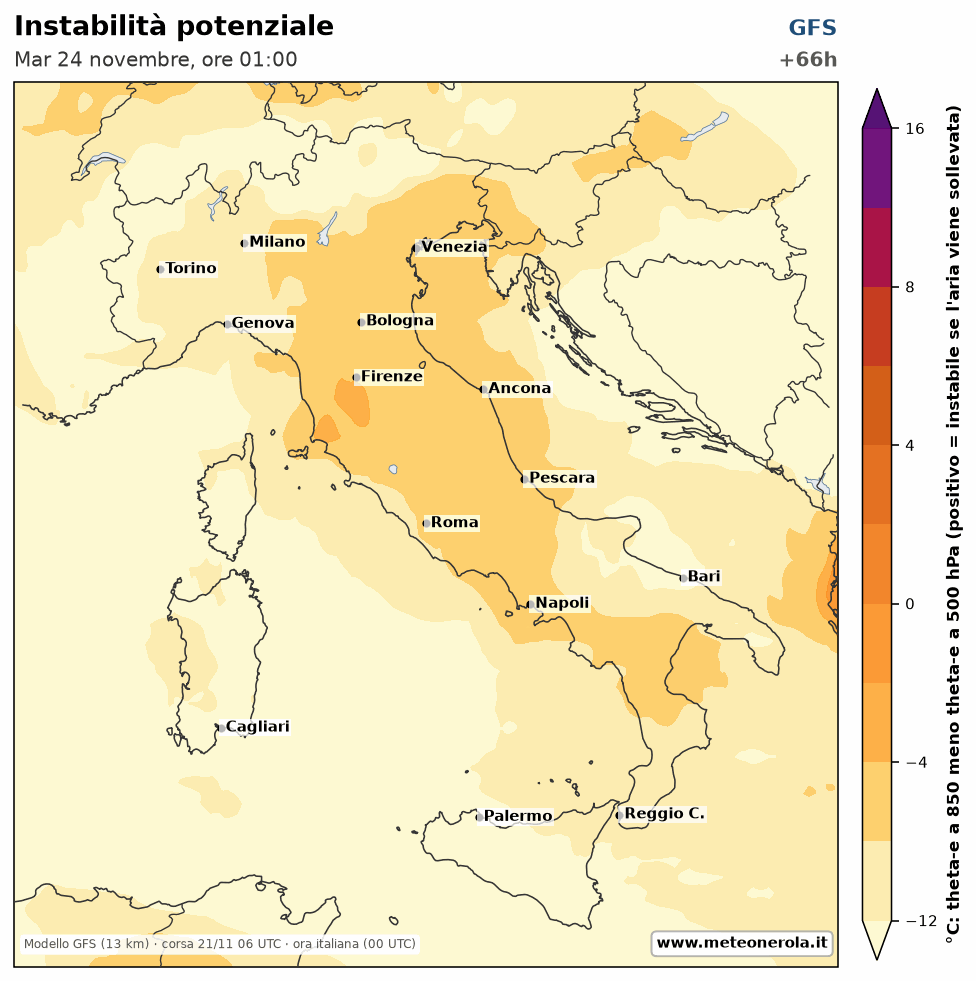 Instabilità potenziale
GFS
Mar 24 novembre, ore 01:00
+66h
Milano
Venezia
Torino
Genova
Bologna
Firenze
Ancona
Pescara
Roma
Bari
Napoli
Cagliari
Palermo
Reggio C.
16
8
4
0
−4
−12
°C: theta-e a 850 meno theta-e a 500 hPa (positivo = instabile se l'aria viene sollevata)
Modello GFS (13 km) · corsa 21/11 06 UTC · ora italiana (00 UTC)
www.meteonerola.it